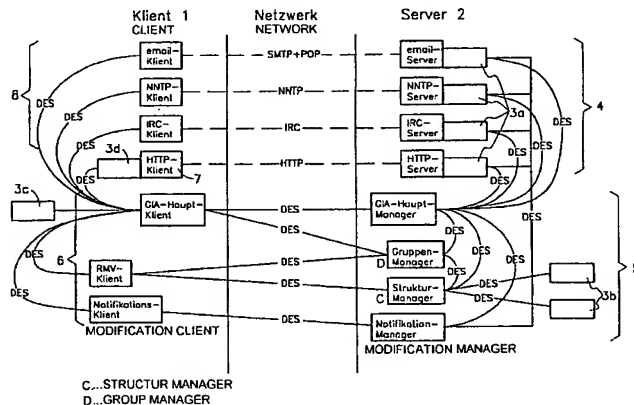 Klient 1
CLIENT
Netzwerk
NETWORK
Server 2
email-
Klient
SMTP+POP
email-
Server
8
DES
NNTP-
Klient
NNTP
NNTP-
Server
3a
4
DES
DES
IRC-
Klient
IRC
IRC-
Server
DES
DES
DES
3d
HTTP-
Klient
HTTP
HTTP-
Server
DES
7
DES
DES
3c
GIA-Haupt-
Klient
DES
GIA-Haupt-
Manager
DES
Gruppen-
Manager
D
DES
DES
DES
6
RMV-
Klient
DES
DES
DES
Struktur-
Manager
C
DES
DES
DES
3b
5
DES
Notifikations-
Klient
DES
Notifikation-
Manager
MODIFICATION CLIENT
MODIFICATION MANAGER
C...STRUCTUR MANAGER
D...GROUP MANAGER